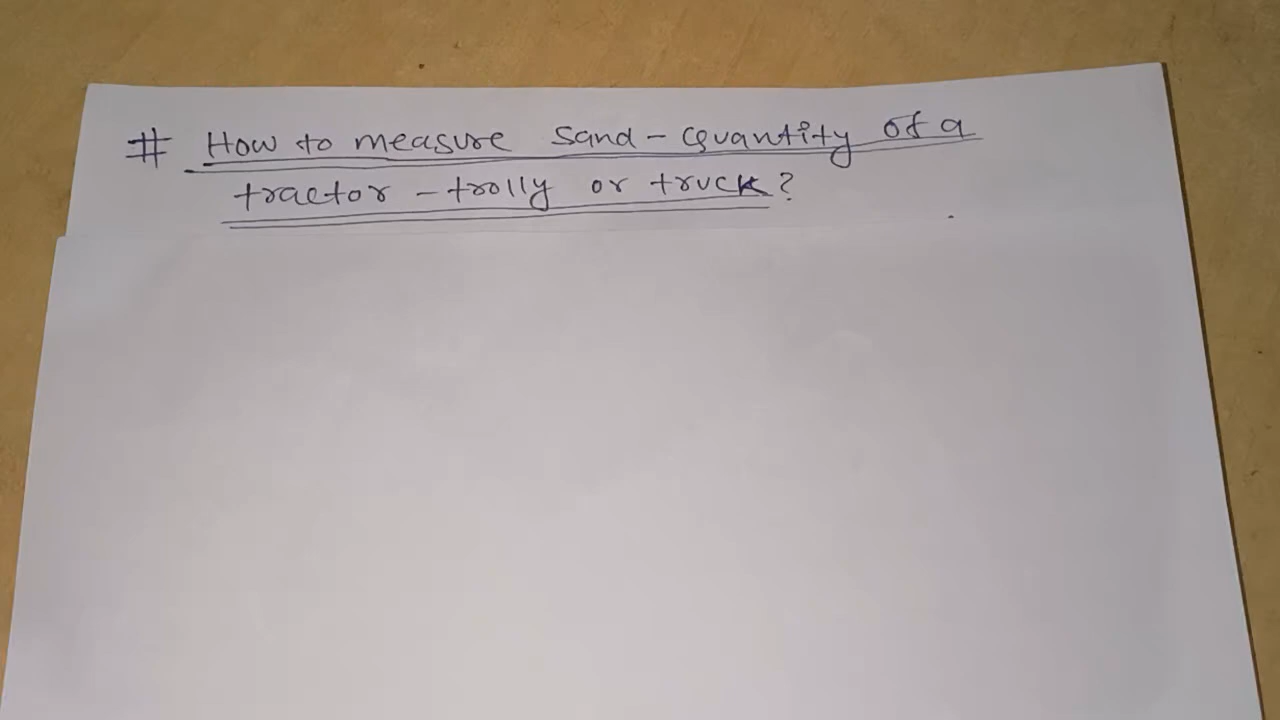 # How to measure sand - quantity of a
tractor - trolly or truck?